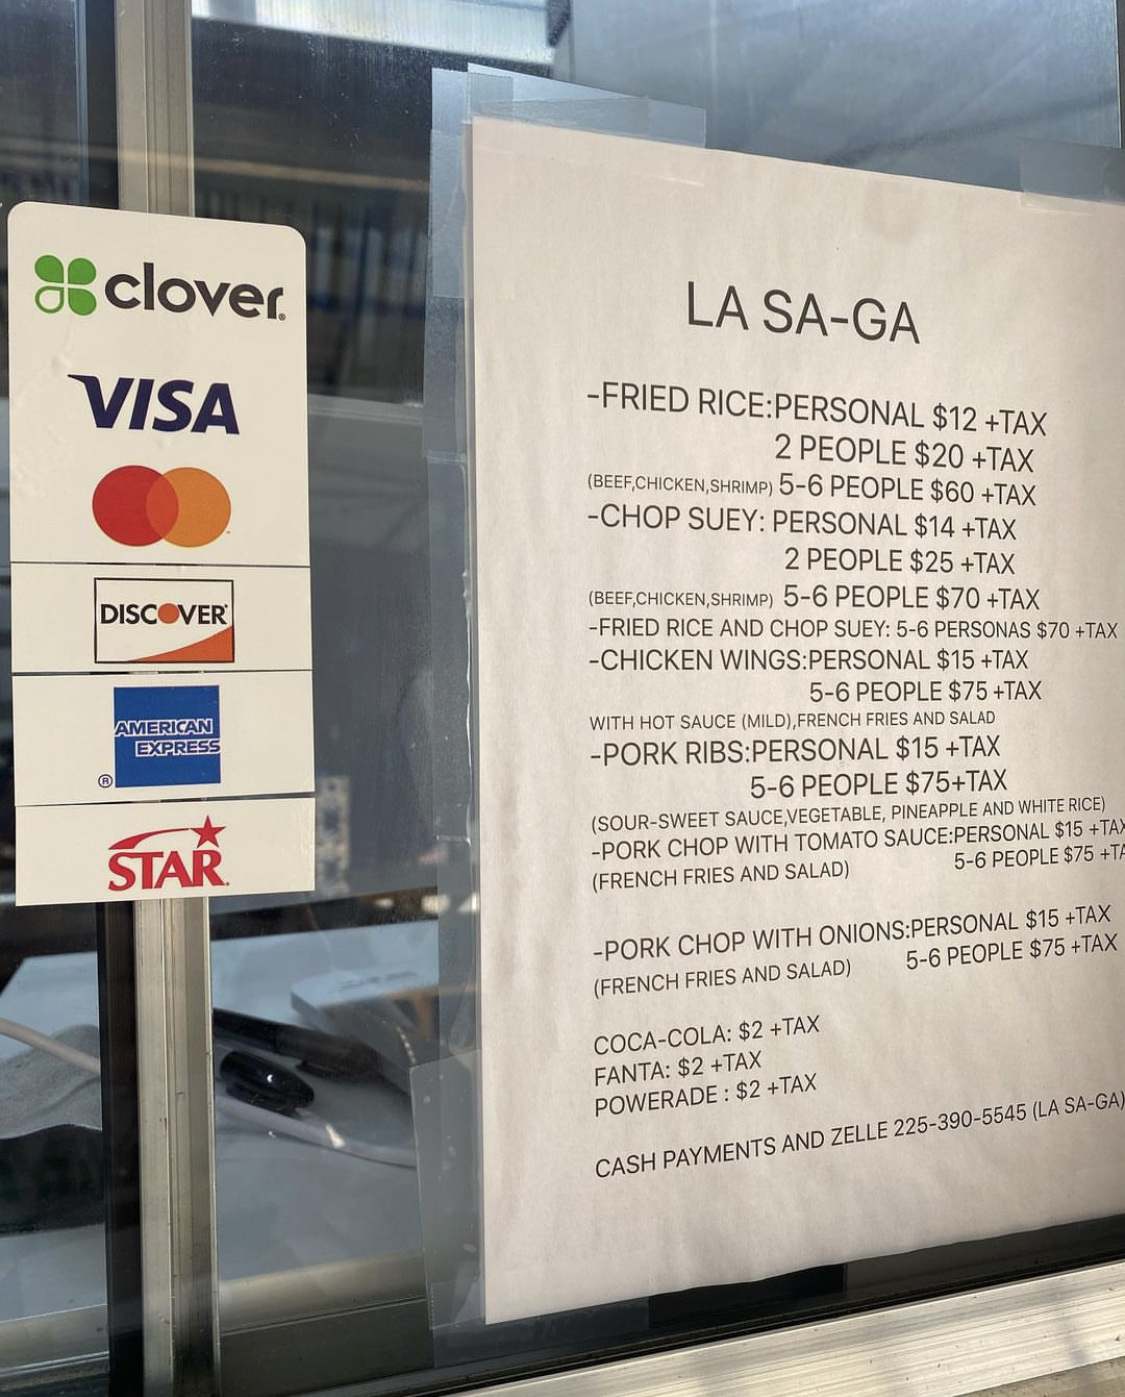 clover®
VISA
DISCOVER
AMERICAN
EXPRESS
®
STAR
LA SA-GA
-FRIED RICE:PERSONAL $12 +TAX
2 PEOPLE $20 +TAX
(BEEF,CHICKEN,SHRIMP) 5-6 PEOPLE $60 +TAX
-CHOP SUEY: PERSONAL $14 +TAX
2 PEOPLE $25 +TAX
(BEEF,CHICKEN,SHRIMP) 5-6 PEOPLE $70 +TAX
-FRIED RICE AND CHOP SUEY: 5-6 PERSONAS $70 +TAX
-CHICKEN WINGS:PERSONAL $15 +TAX
5-6 PEOPLE $75 +TAX
WITH HOT SAUCE (MILD),FRENCH FRIES AND SALAD
-PORK RIBS:PERSONAL $15 +TAX
5-6 PEOPLE $75+TAX
(SOUR-SWEET SAUCE,VEGETABLE, PINEAPPLE AND WHITE RICE)
-PORK CHOP WITH TOMATO SAUCE:PERSONAL $15 +TAX
5-6 PEOPLE $75 +TA
(FRENCH FRIES AND SALAD)
-PORK CHOP WITH ONIONS:PERSONAL $15 +TAX
5-6 PEOPLE $75 +TAX
(FRENCH FRIES AND SALAD)
COCA-COLA: $2 +TAX
FANTA: $2 +TAX
POWERADE : $2 +TAX
CASH PAYMENTS AND ZELLE 225-390-5545 (LA SA-GA)